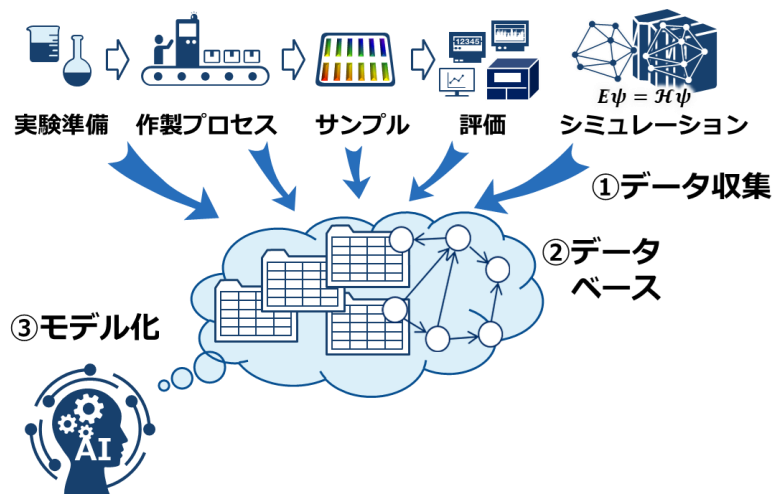 12345
Eψ = ℋψ
実験準備
作製プロセス
サンプル
評価
シミュレーション
①データ収集
②データ
ベース
③モデル化
AI